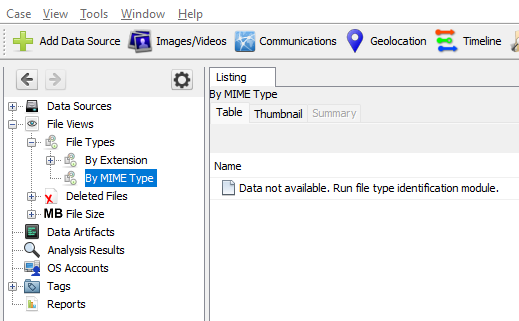 Case View Tools Window Help
Add Data Source Images/Videos Communications Geolocation Timeline
Listing
By MIME Type
Table Thumbnail Summary
Name
Data not available. Run file type identification module.
Data Sources
File Views
File Types
By Extension
By MIME Type
Deleted Files
MB File Size
Data Artifacts
Analysis Results
OS Accounts
Tags
Reports